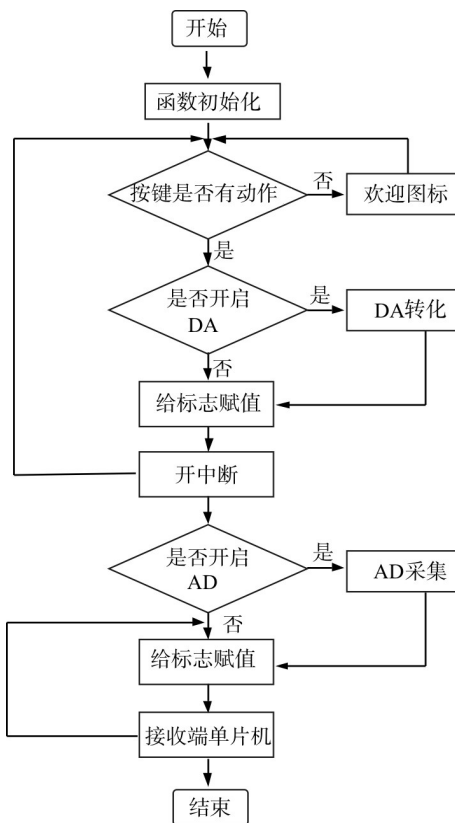 开始
函数初始化
按键是否有动作
否
欢迎图标
是
是否开启
DA
是
DA转化
否
给标志赋值
开中断
是否开启
AD
是
AD采集
否
给标志赋值
接收端单片机
结束